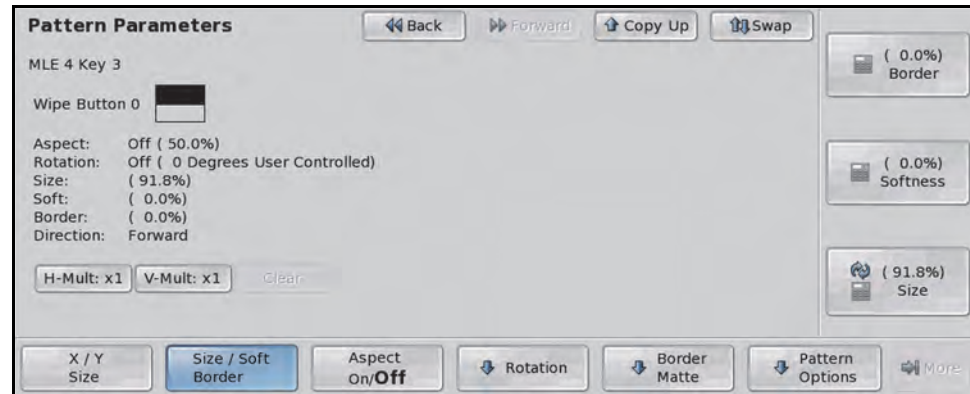 Pattern Parameters
Back
Forward
Copy Up
Swap
MLE 4 Key 3
Wipe Button 0
Aspect: Off ( 50.0%)
Rotation: Off ( 0 Degrees User Controlled)
Size: ( 91.8%)
Soft: ( 0.0%)
Border: ( 0.0%)
Direction: Forward
H-Mult: x1
V-Mult: x1
Clear
( 0.0%)
Border
( 0.0%)
Softness
( 91.8%)
Size
X / Y
Size
Size / Soft
Border
Aspect
On/Off
Rotation
Border
Matte
Pattern
Options
More